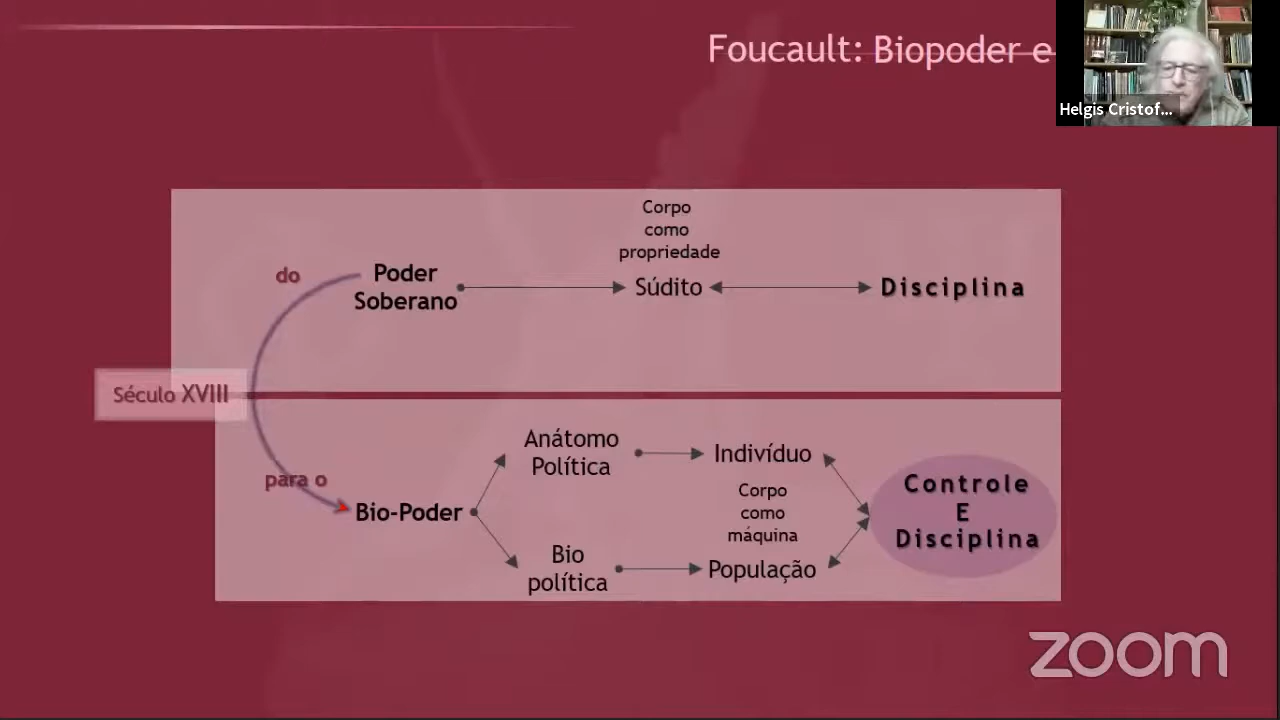 Foucault: Biopoder e
Helgis Cristof...
Corpo
como
propriedade
do
Poder
Soberano
Súdito
Disciplina
Século XVIII
Anátomo
Política
Indivíduo
para o
Bio-Poder
Corpo
como
máquina
Controle
E
Disciplina
Bio
política
População
zoom